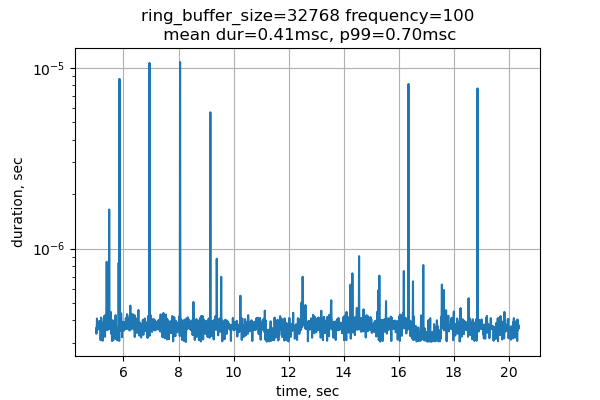 ring_buffer_size=32768 frequency=100
mean dur=0.41msc, p99=0.70msc
10⁻⁵
10⁻⁶
duration, sec
6 8 10 12 14 16 18 20
time, sec